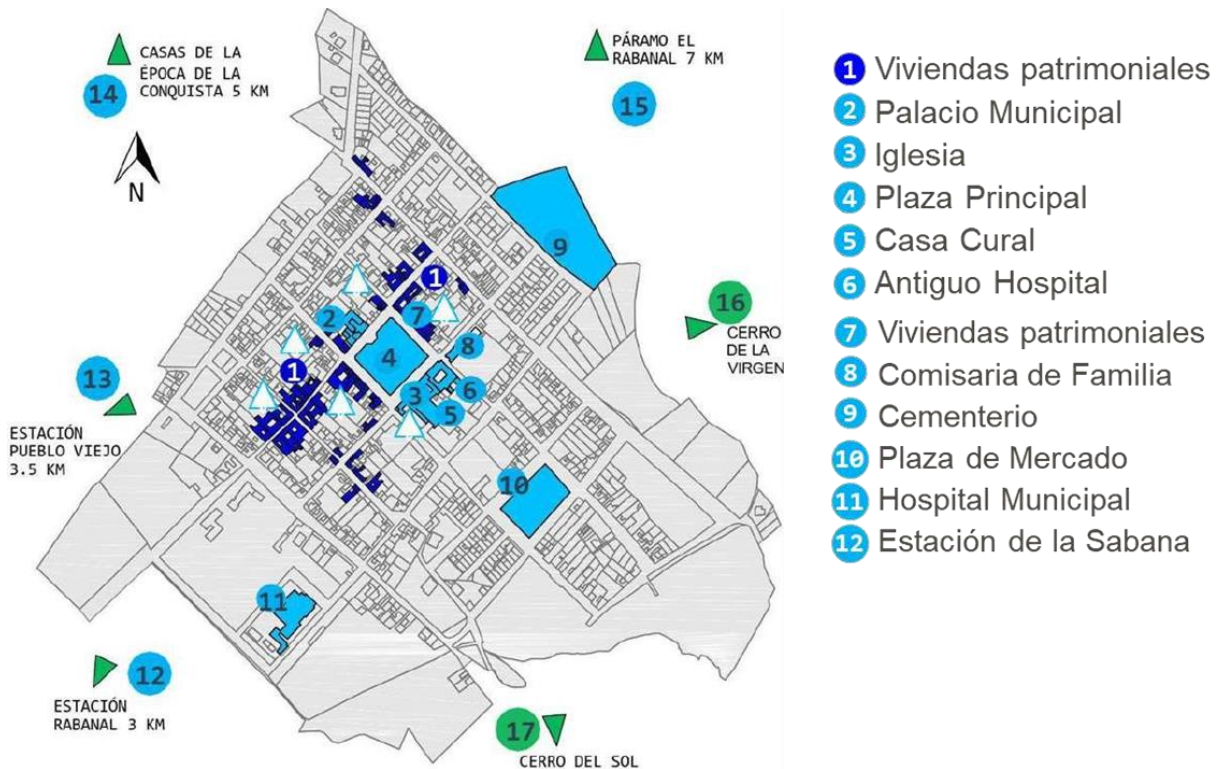 CASAS DE LA
ÉPOCA DE LA
CONQUISTA 5 KM
14
N
PÁRAMO EL
RABANAL 7 KM
15
9
1
16
CERRO
DE LA
VIRGEN
2
7
4
8
1
3
6
5
13
ESTACIÓN
PUEBLO VIEJO
3.5 KM
10
11
12
ESTACIÓN
RABANAL 3 KM
17
CERRO DEL SOL
1 Viviendas patrimoniales
2 Palacio Municipal
3 Iglesia
4 Plaza Principal
5 Casa Cural
6 Antiguo Hospital
7 Viviendas patrimoniales
8 Comisaria de Familia
9 Cementerio
10 Plaza de Mercado
11 Hospital Municipal
12 Estación de la Sabana